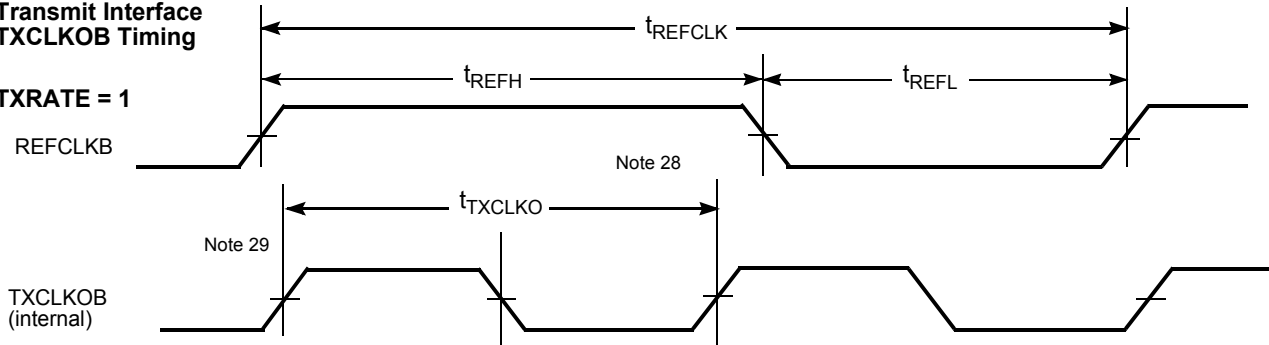 Transmit Interface
TXCLKOB Timing
tREFCLK
tREFH
tREFL
TXRATE = 1
REFCLKB
Note 28
tTXCLKO
Note 29
TXCLKOB
(internal)